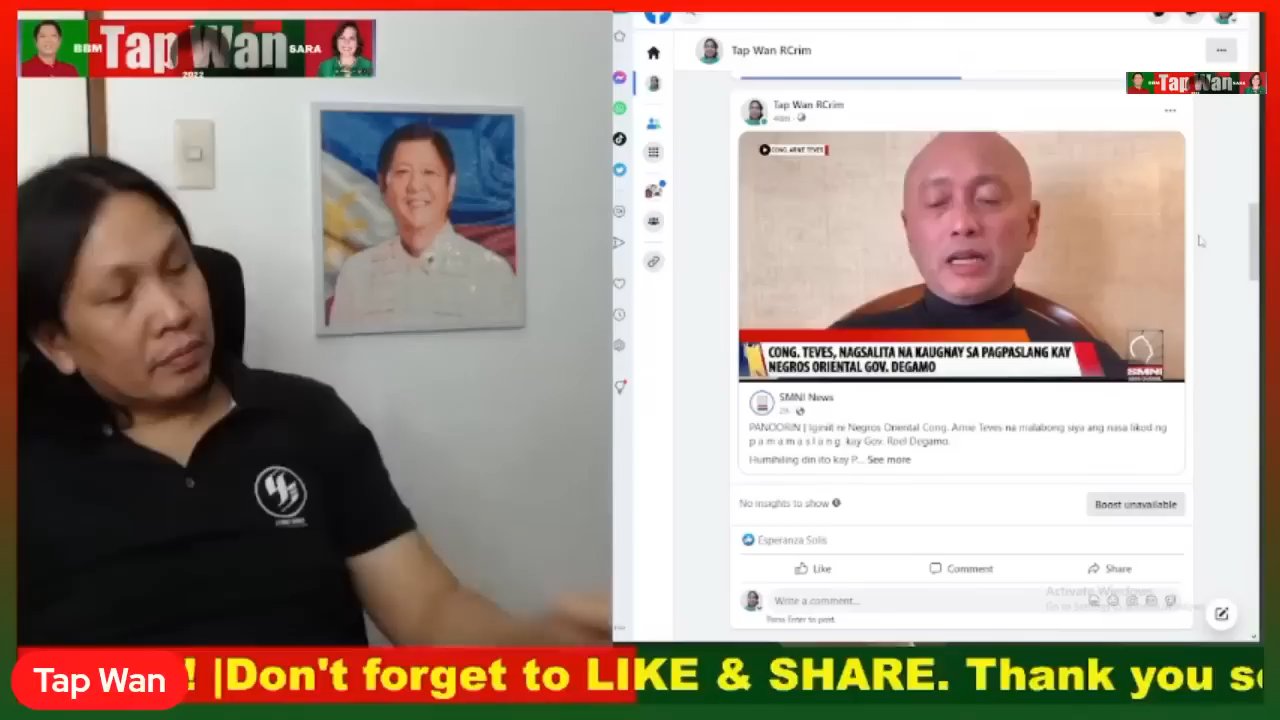 BBM Tap Wan SARA
2022
Tap Wan RCrim
Tap Wan
Tap Wan RCrim
CONG. ARNIE TEVES
CONG. TEVES, NAGSALITA NA KAUGNAY SA PAGPASLANG KAY
NEGROS ORIENTAL GOV. DEGAMO
SMNI
SMNI News
PANOORIN | Iginiit ni Negros Oriental Cong. Arnie Teves na malabong siya ang nasa likod ng
p a m a m a s l a n g kay Gov. Roel Degamo.
Humihiling din ito kay P... See more
No insights to show
Boost unavailable
Esperanza Solis
Like
Comment
Share
Write a comment...
Press Enter to post.
Activate Windows
Tap Wan
! |Don't forget to LIKE & SHARE. Thank you s